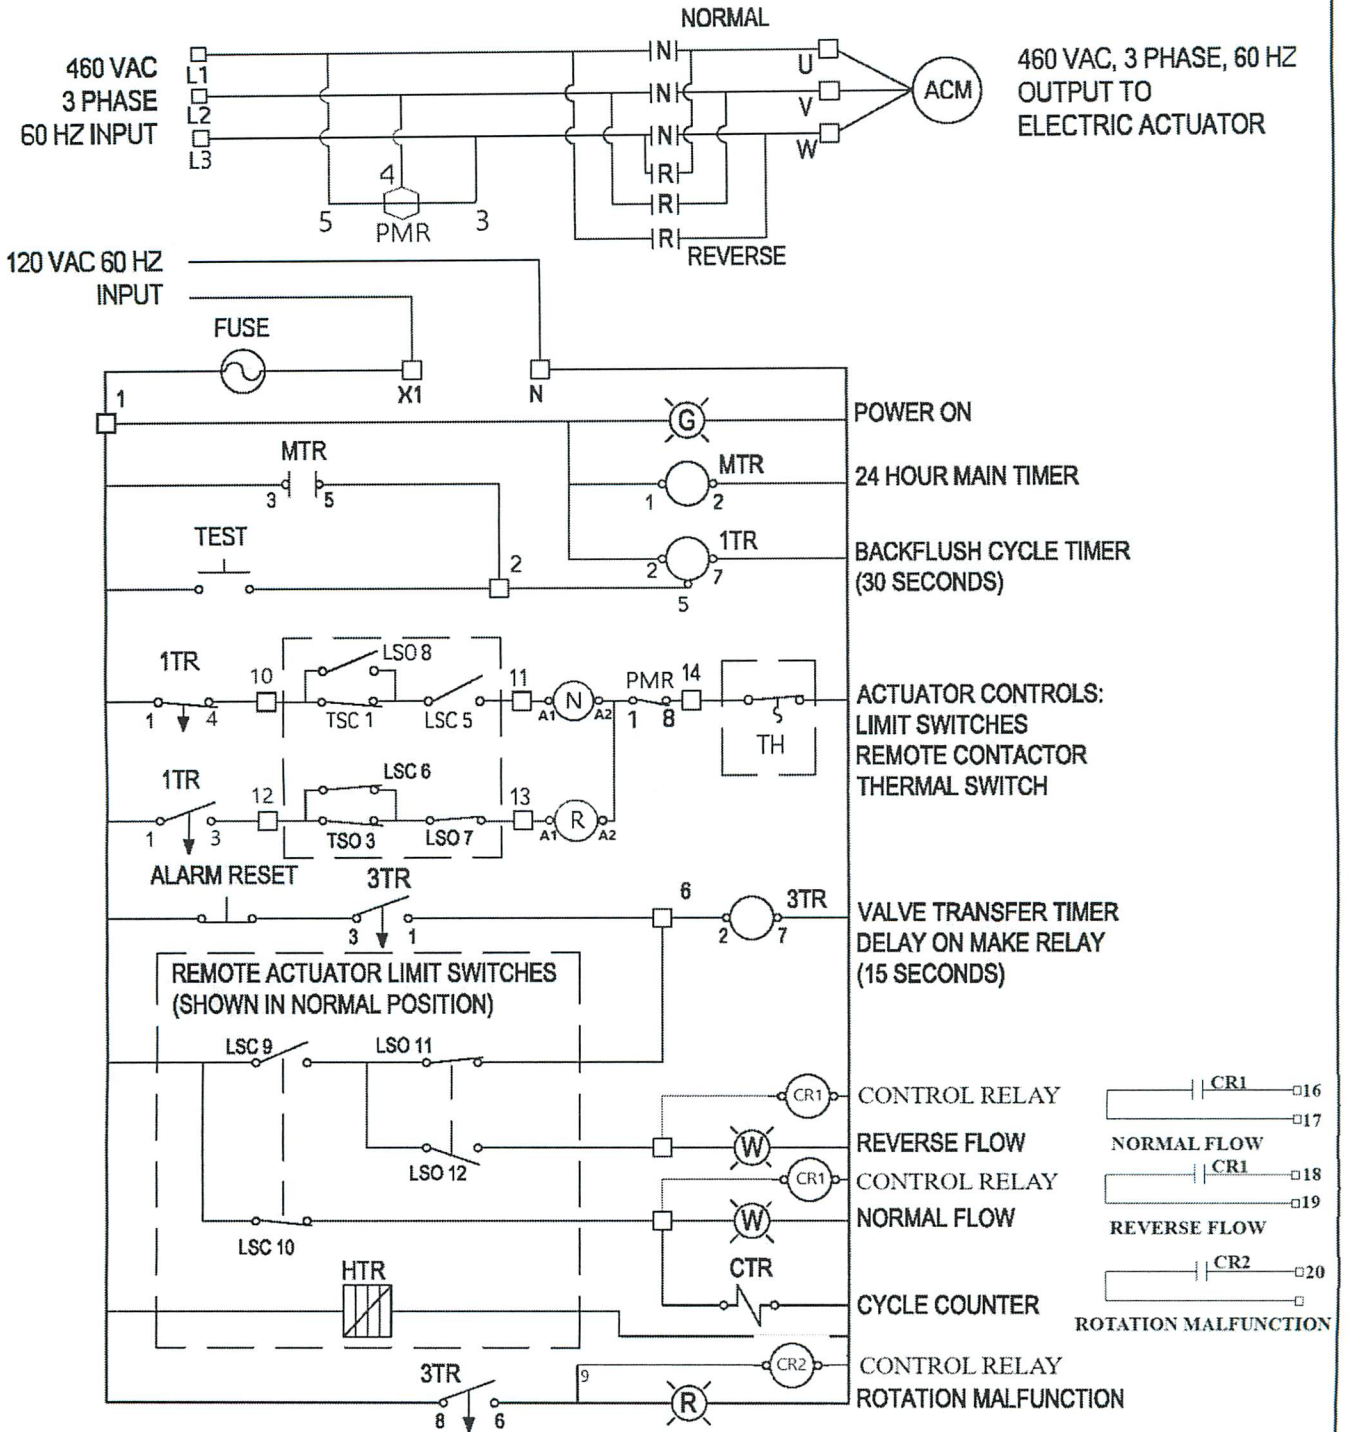 NORMAL
460 VAC
3 PHASE
60 HZ INPUT
L1
L2
L3
N
N
N
R
R
R
U
V
W
ACM
460 VAC, 3 PHASE, 60 HZ
OUTPUT TO
ELECTRIC ACTUATOR
4
5
3
PMR
REVERSE
120 VAC 60 HZ
INPUT
FUSE
X1
N
1
G
POWER ON
MTR
3
5
MTR
1
2
24 HOUR MAIN TIMER
TEST
2
1TR
2
7
5
BACKFLUSH CYCLE TIMER
(30 SECONDS)
1TR
1
4
10
LSO 8
TSC 1
LSC 5
11
A1
N
A2
PMR
1
8
14
TH
ACTUATOR CONTROLS:
LIMIT SWITCHES
REMOTE CONTACTOR
THERMAL SWITCH
1TR
1
3
12
LSC 6
TSO 3
LSO 7
13
A1
R
A2
ALARM RESET
3TR
3
1
6
2
7
3TR
VALVE TRANSFER TIMER
DELAY ON MAKE RELAY
(15 SECONDS)
REMOTE ACTUATOR LIMIT SWITCHES
(SHOWN IN NORMAL POSITION)
LSC 9
LSO 11
CR1
CONTROL RELAY
LSO 12
W
REVERSE FLOW
CR1
CONTROL RELAY
LSC 10
W
NORMAL FLOW
HTR
CTR
CYCLE COUNTER
CR2
CONTROL RELAY
3TR
8
6
9
R
ROTATION MALFUNCTION
CR1
16
17
NORMAL FLOW
CR1
18
19
REVERSE FLOW
CR2
20
ROTATION MALFUNCTION